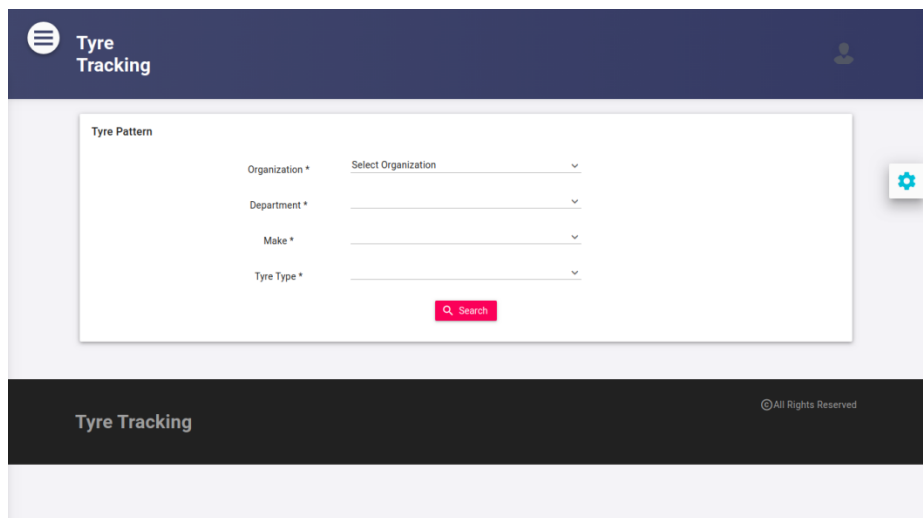 Tyre
Tracking
Tyre Pattern
Organization * Select Organization
Department *
Make *
Tyre Type *
Search
©All Rights Reserved
Tyre Tracking